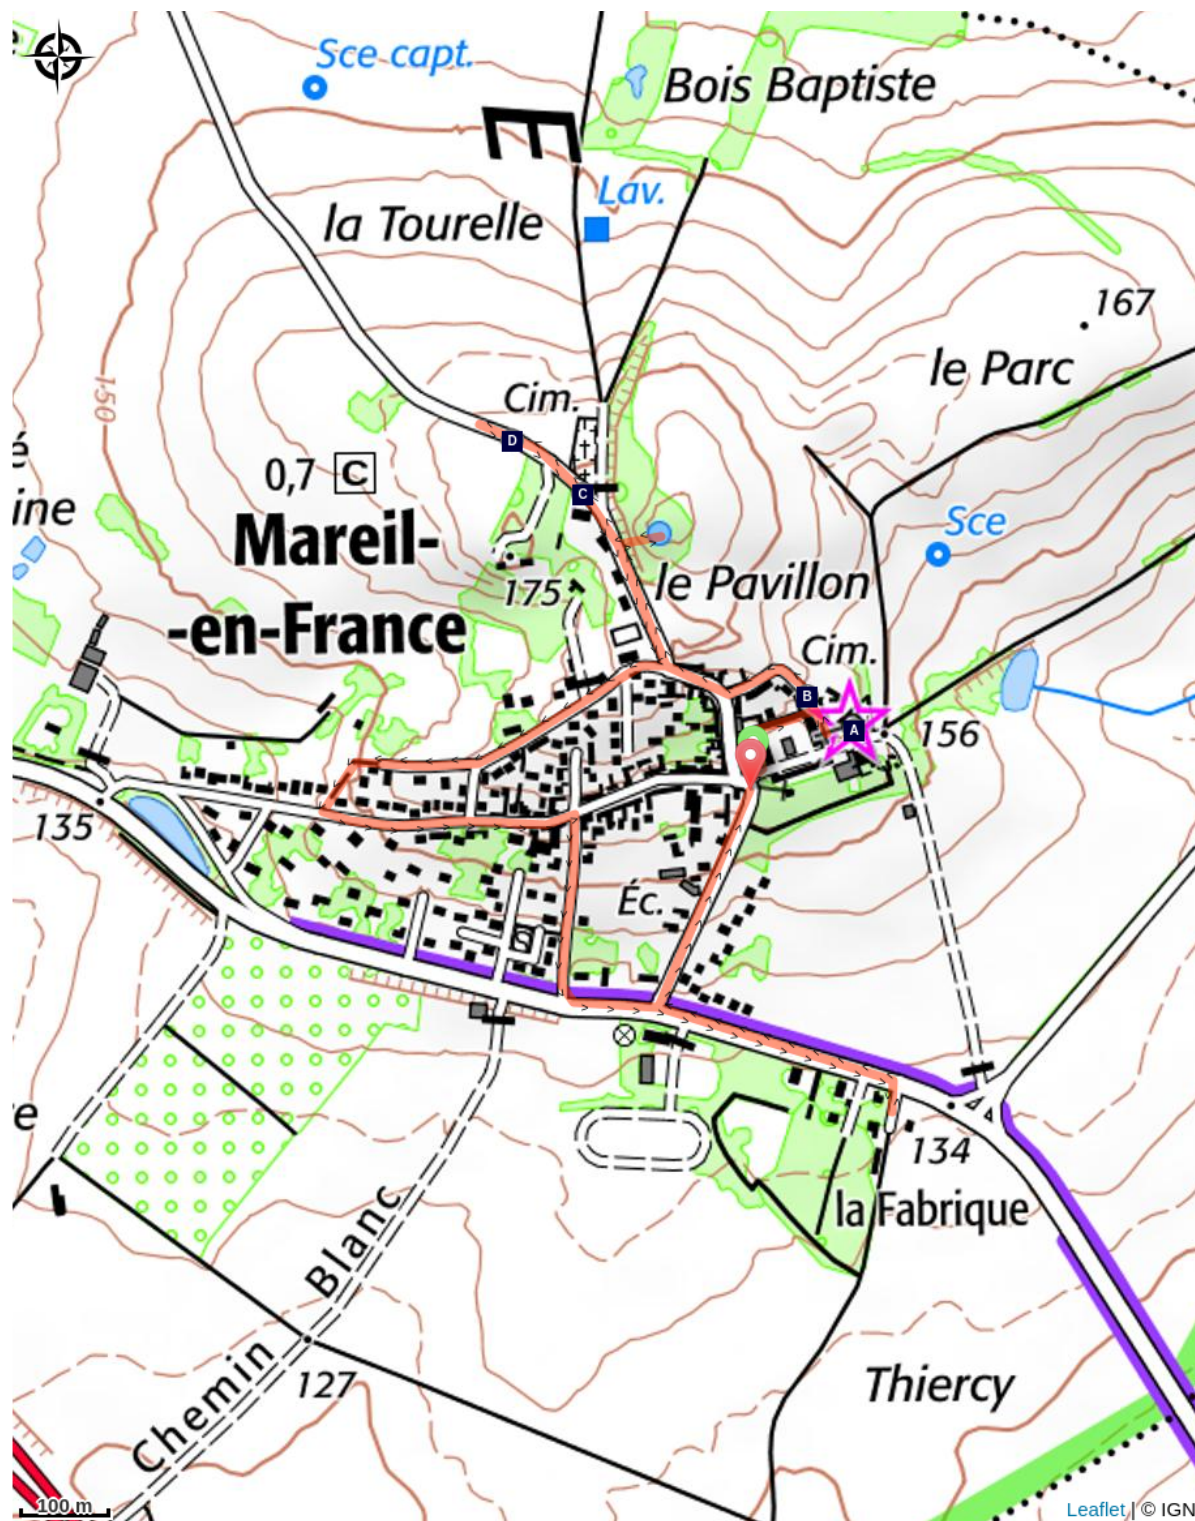 Sce capt.
Bois Baptiste
Lav.
la Tourelle
167
le Parc
150
Cim.
D
é
0,7 C
C
ine
Sce
Mareil-
-en-France
175
le Pavillon
Cim.
B
A
156
135
Éc.
e
134
la Fabrique
Chemin Blanc
127
Thiercy
100 m
Leaflet | © IGN